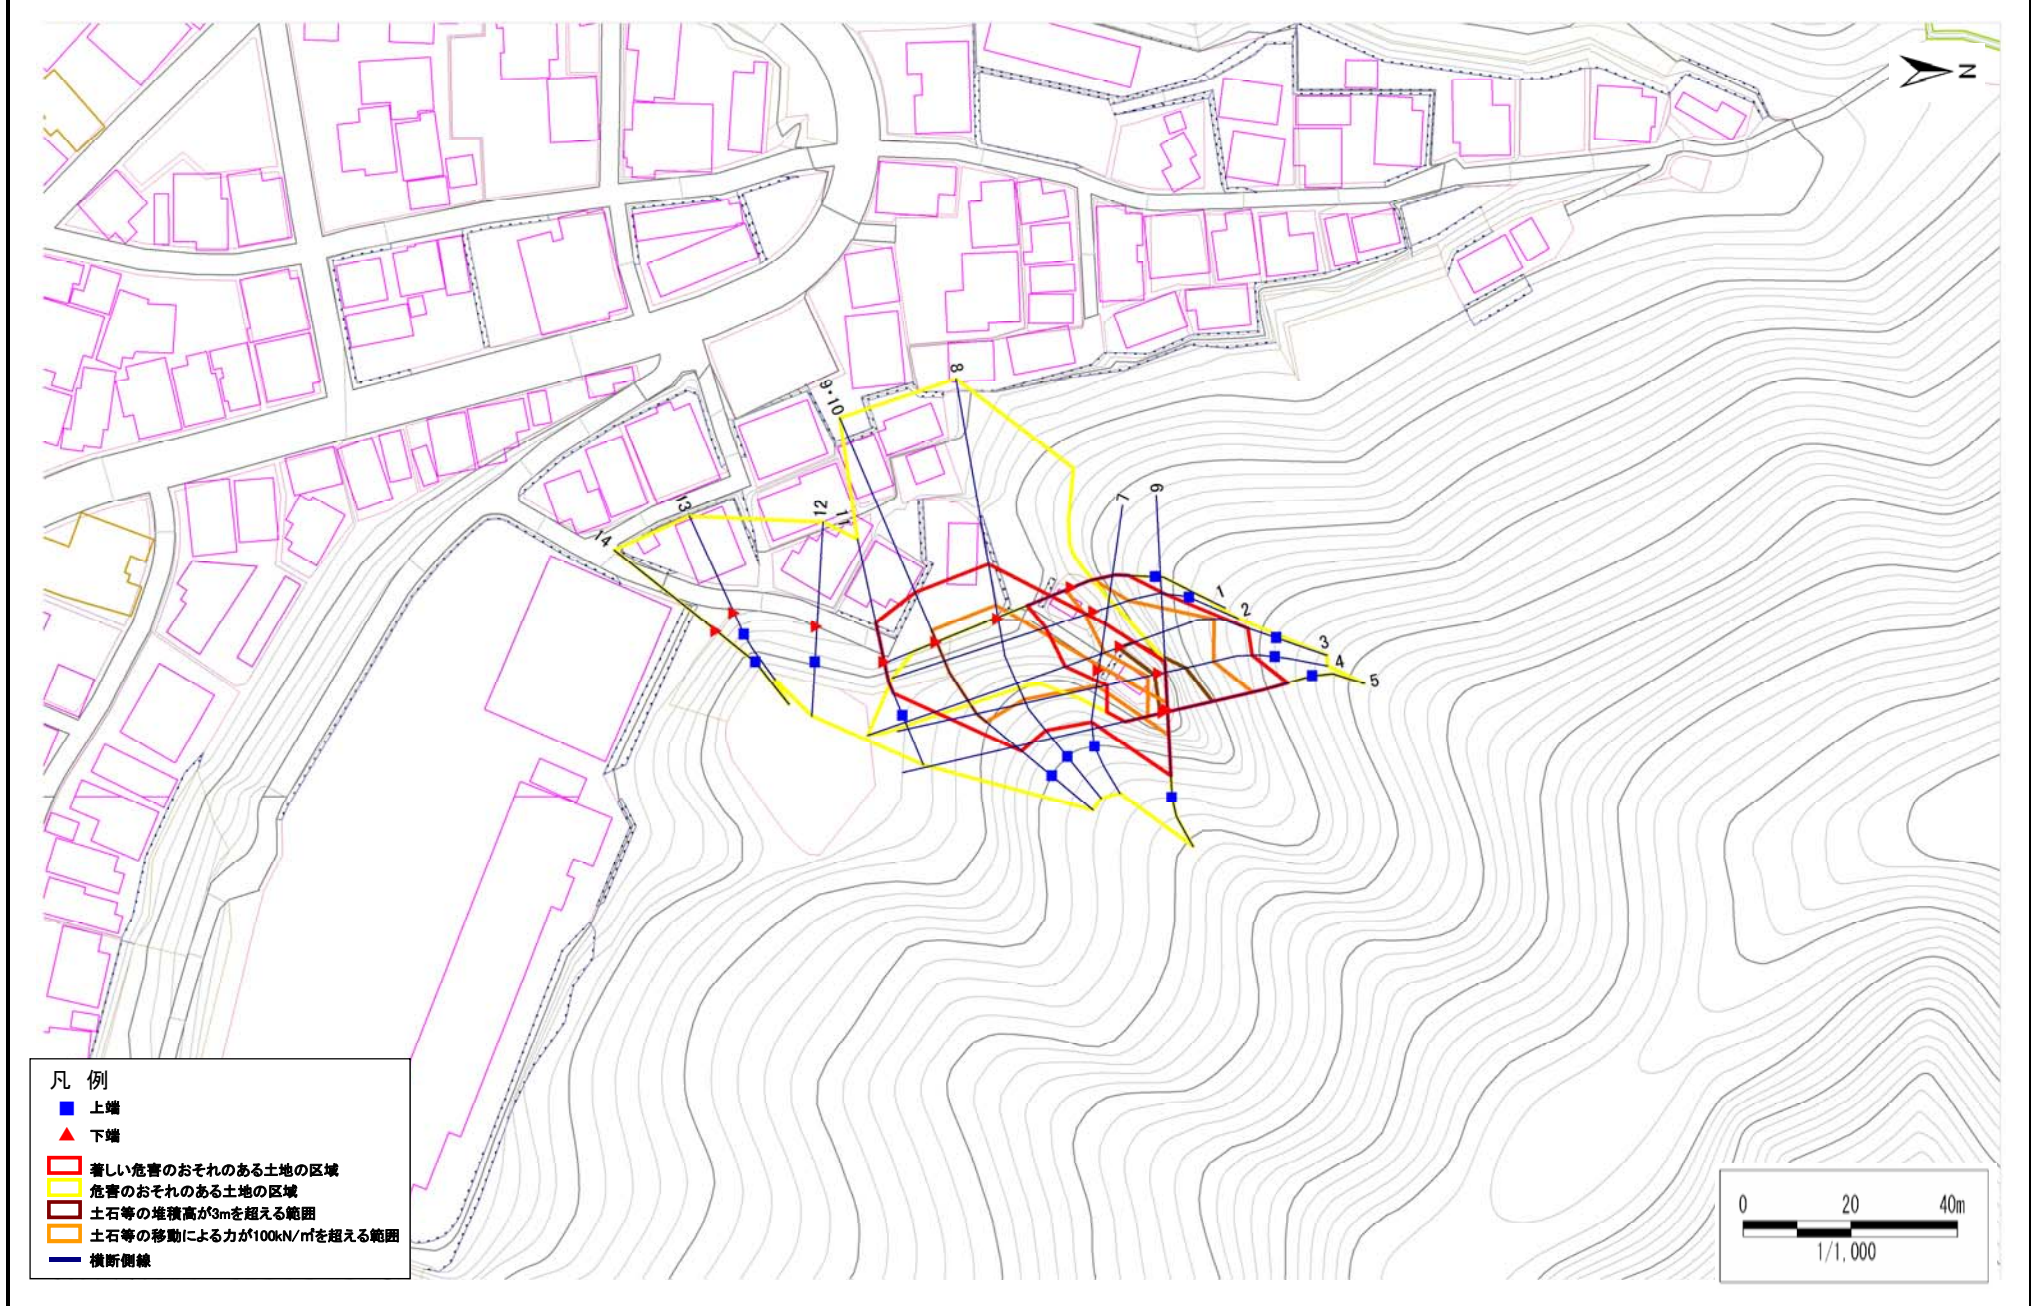 N
8
9・10
7
6
13
12
11
14
1
2
3
4
5
凡 例
上端
下端
著しい危害のおそれのある土地の区域
危害のおそれのある土地の区域
土石等の堆積高が3mを超える範囲
土石等の移動による力が100kN/㎡を超える範囲
横断側線
0 20 40m
1/1,000